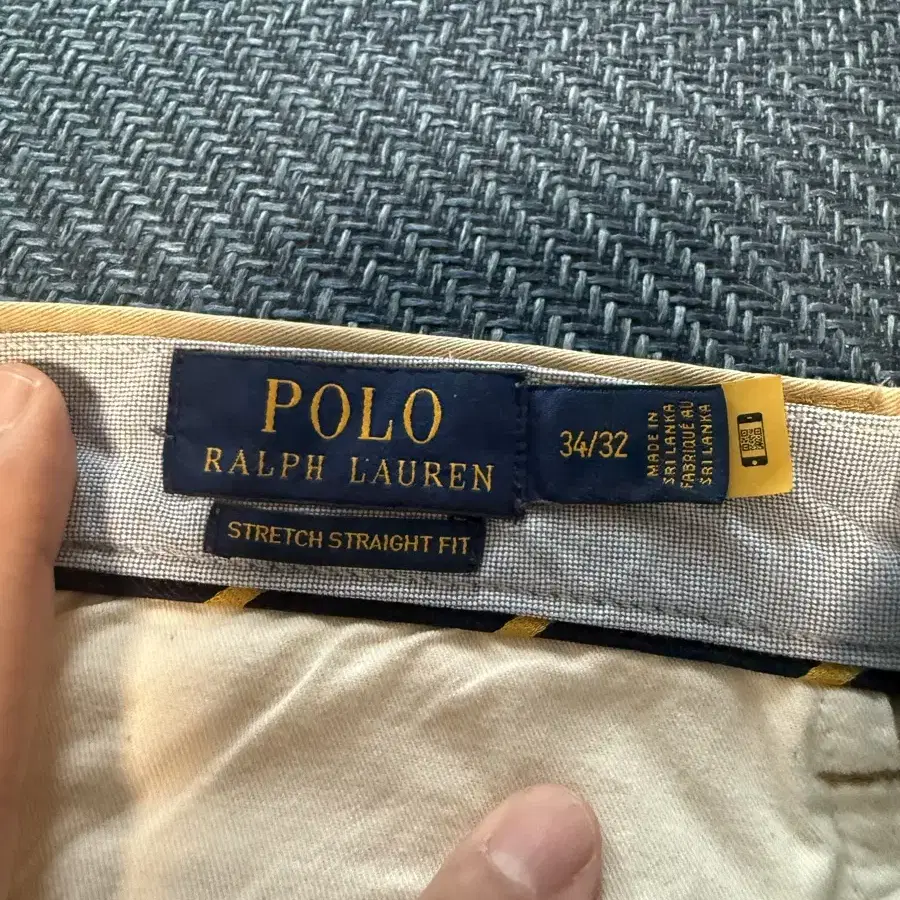 POLO
RALPH LAUREN
STRETCH STRAIGHT FIT
34/32
MADE IN
SRI LANKA
FABRIQUÉ AU
SRI LANKA